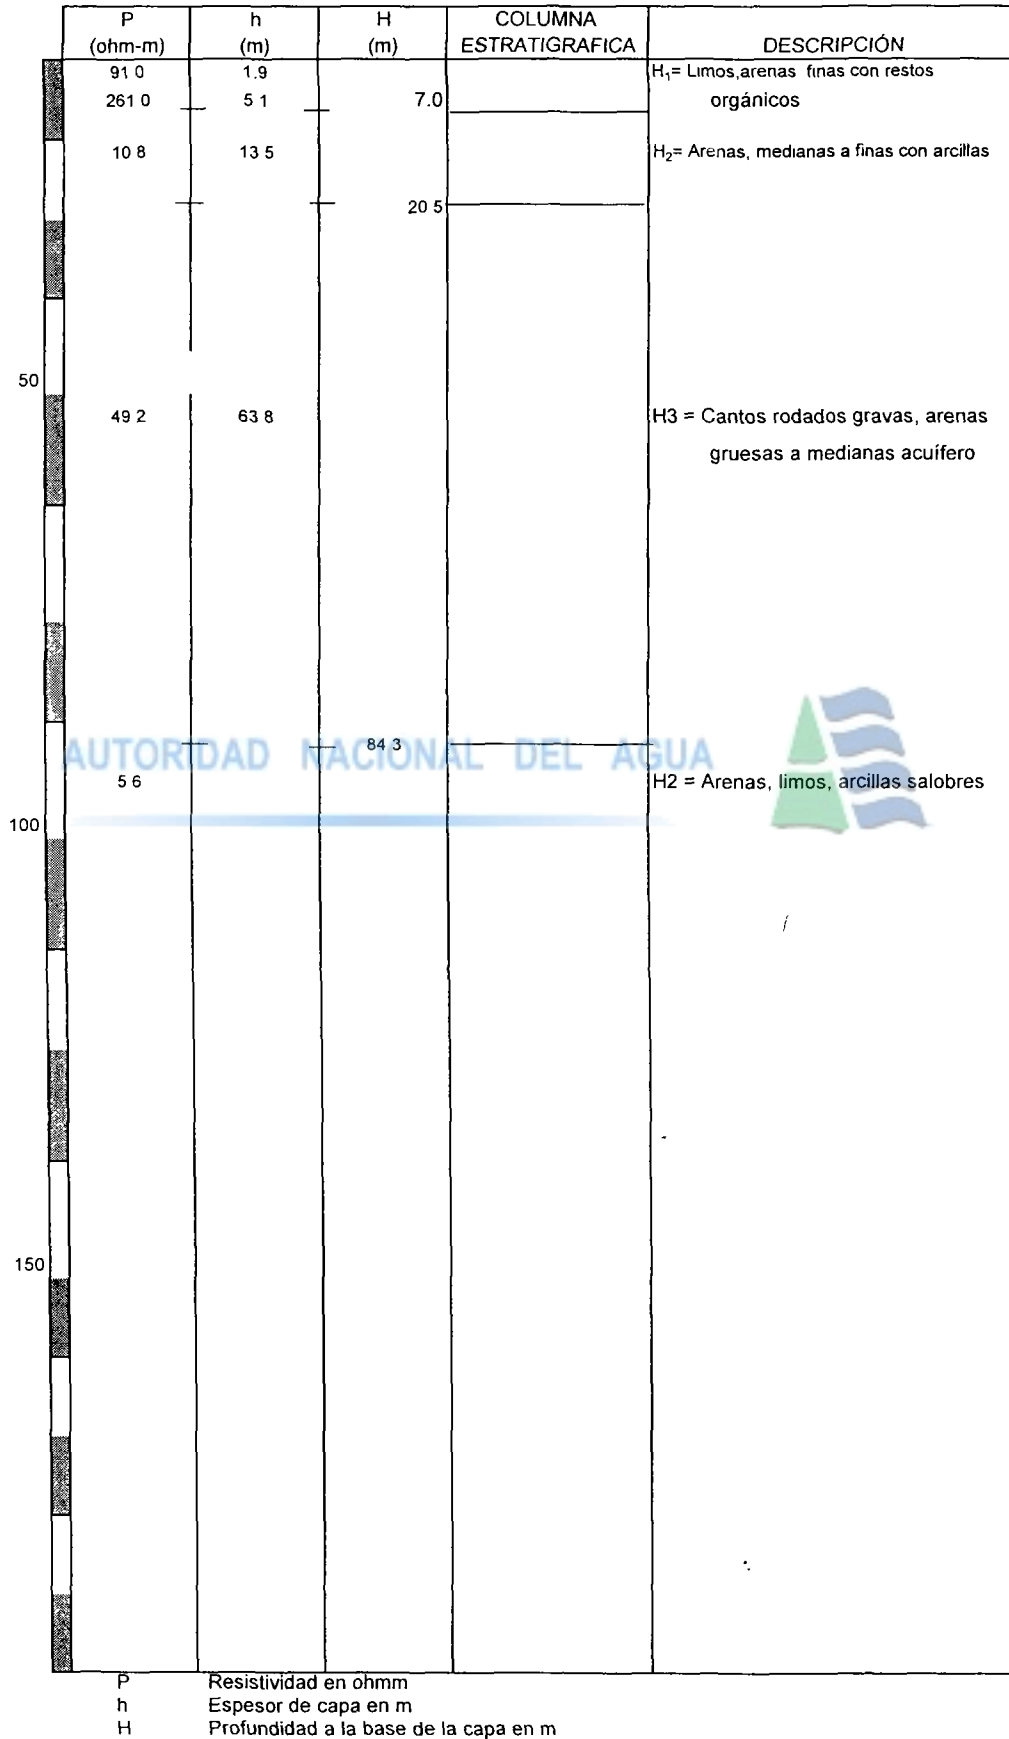 P h H COLUMNA
(ohm-m) (m) (m) ESTRATIGRAFICA DESCRIPCIÓN
91 0 1.9 H₁= Limos,arenas finas con restos
261 0 5 1 7.0 orgánicos
10 8 13 5 H₂= Arenas, medianas a finas con arcillas
20 5
50
49 2 63 8 H3 = Cantos rodados gravas, arenas
gruesas a medianas acuífero
84 3
AUTORIDAD NACIONAL DEL AGUA
5 6 H2 = Arenas, limos, arcillas salobres
100
150
P Resistividad en ohmm
h Espesor de capa en m
H Profundidad a la base de la capa en m